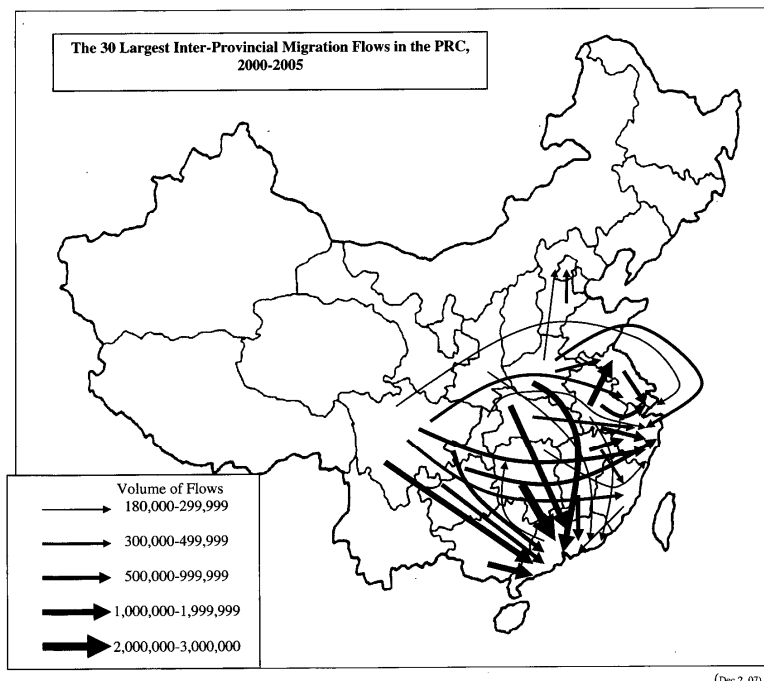 The 30 Largest Inter-Provincial Migration Flows in the PRC,
2000-2005
Volume of Flows
180,000-299,999
300,000-499,999
500,000-999,999
1,000,000-1,999,999
2,000,000-3,000,000
(Dec 2, 07)